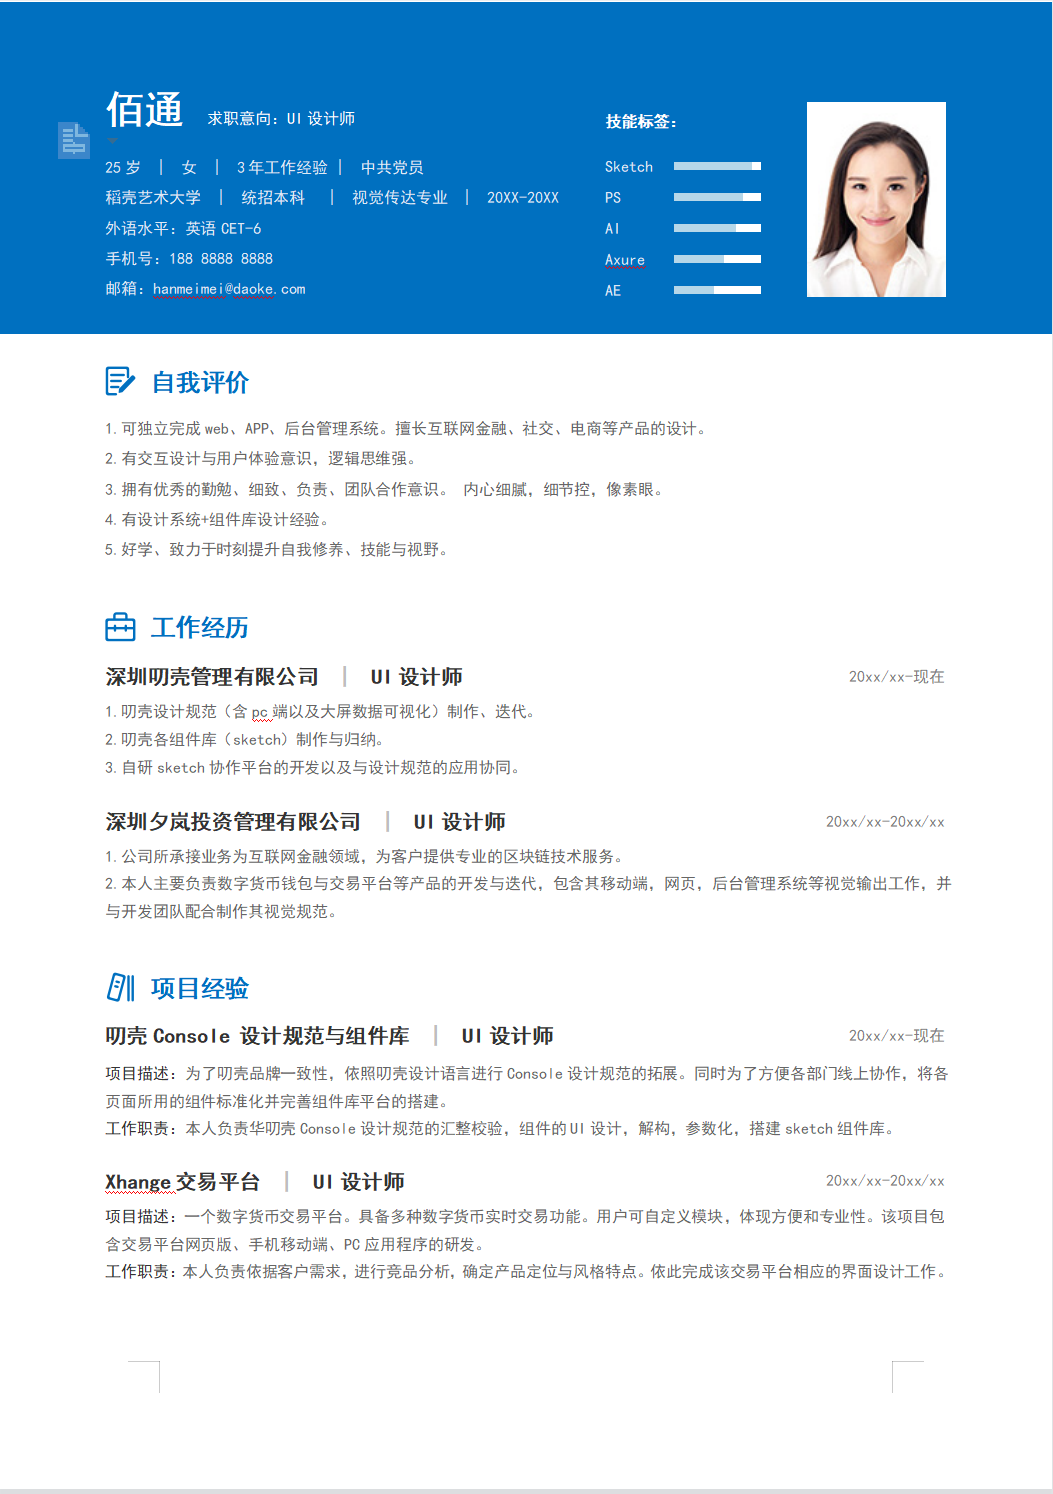 佰通 求职意向：UI 设计师
25 岁 | 女 | 3 年工作经验 | 中共党员
稻壳艺术大学 | 统招本科 | 视觉传达专业 | 20XX-20XX
外语水平：英语 CET-6
手机号：188 8888 8888
邮箱：hanmeimei@daoke.com
技能标签：
Sketch
PS
AI
Axure
AE
自我评价
1. 可独立完成 web、APP、后台管理系统。擅长互联网金融、社交、电商等产品的设计。
2. 有交互设计与用户体验意识，逻辑思维强。
3. 拥有优秀的勤勉、细致、负责、团队合作意识。 内心细腻，细节控，像素眼。
4. 有设计系统+组件库设计经验。
5. 好学、致力于时刻提升自我修养、技能与视野。
工作经历
深圳叨壳管理有限公司 | UI 设计师 20xx/xx-现在
1. 叨壳设计规范（含 pc 端以及大屏数据可视化）制作、迭代。
2. 叨壳各组件库（sketch）制作与归纳。
3. 自研 sketch 协作平台的开发以及与设计规范的应用协同。
深圳夕岚投资管理有限公司 | UI 设计师 20xx/xx-20xx/xx
1. 公司所承接业务为互联网金融领域，为客户提供专业的区块链技术服务。
2. 本人主要负责数字货币钱包与交易平台等产品的开发与迭代，包含其移动端，网页，后台管理系统等视觉输出工作，并
与开发团队配合制作其视觉规范。
项目经验
叨壳 Console 设计规范与组件库 | UI 设计师 20xx/xx-现在
项目描述：为了叨壳品牌一致性，依照叨壳设计语言进行 Console 设计规范的拓展。同时为了方便各部门线上协作，将各
页面所用的组件标准化并完善组件库平台的搭建。
工作职责：本人负责华叨壳 Console 设计规范的汇整校验，组件的 UI 设计，解构，参数化，搭建 sketch 组件库。
Xhange 交易平台 | UI 设计师 20xx/xx-20xx/xx
项目描述：一个数字货币交易平台。具备多种数字货币实时交易功能。用户可自定义模块，体现方便和专业性。该项目包
含交易平台网页版、手机移动端、PC 应用程序的研发。
工作职责：本人负责依据客户需求，进行竞品分析，确定产品定位与风格特点。依此完成该交易平台相应的界面设计工作。